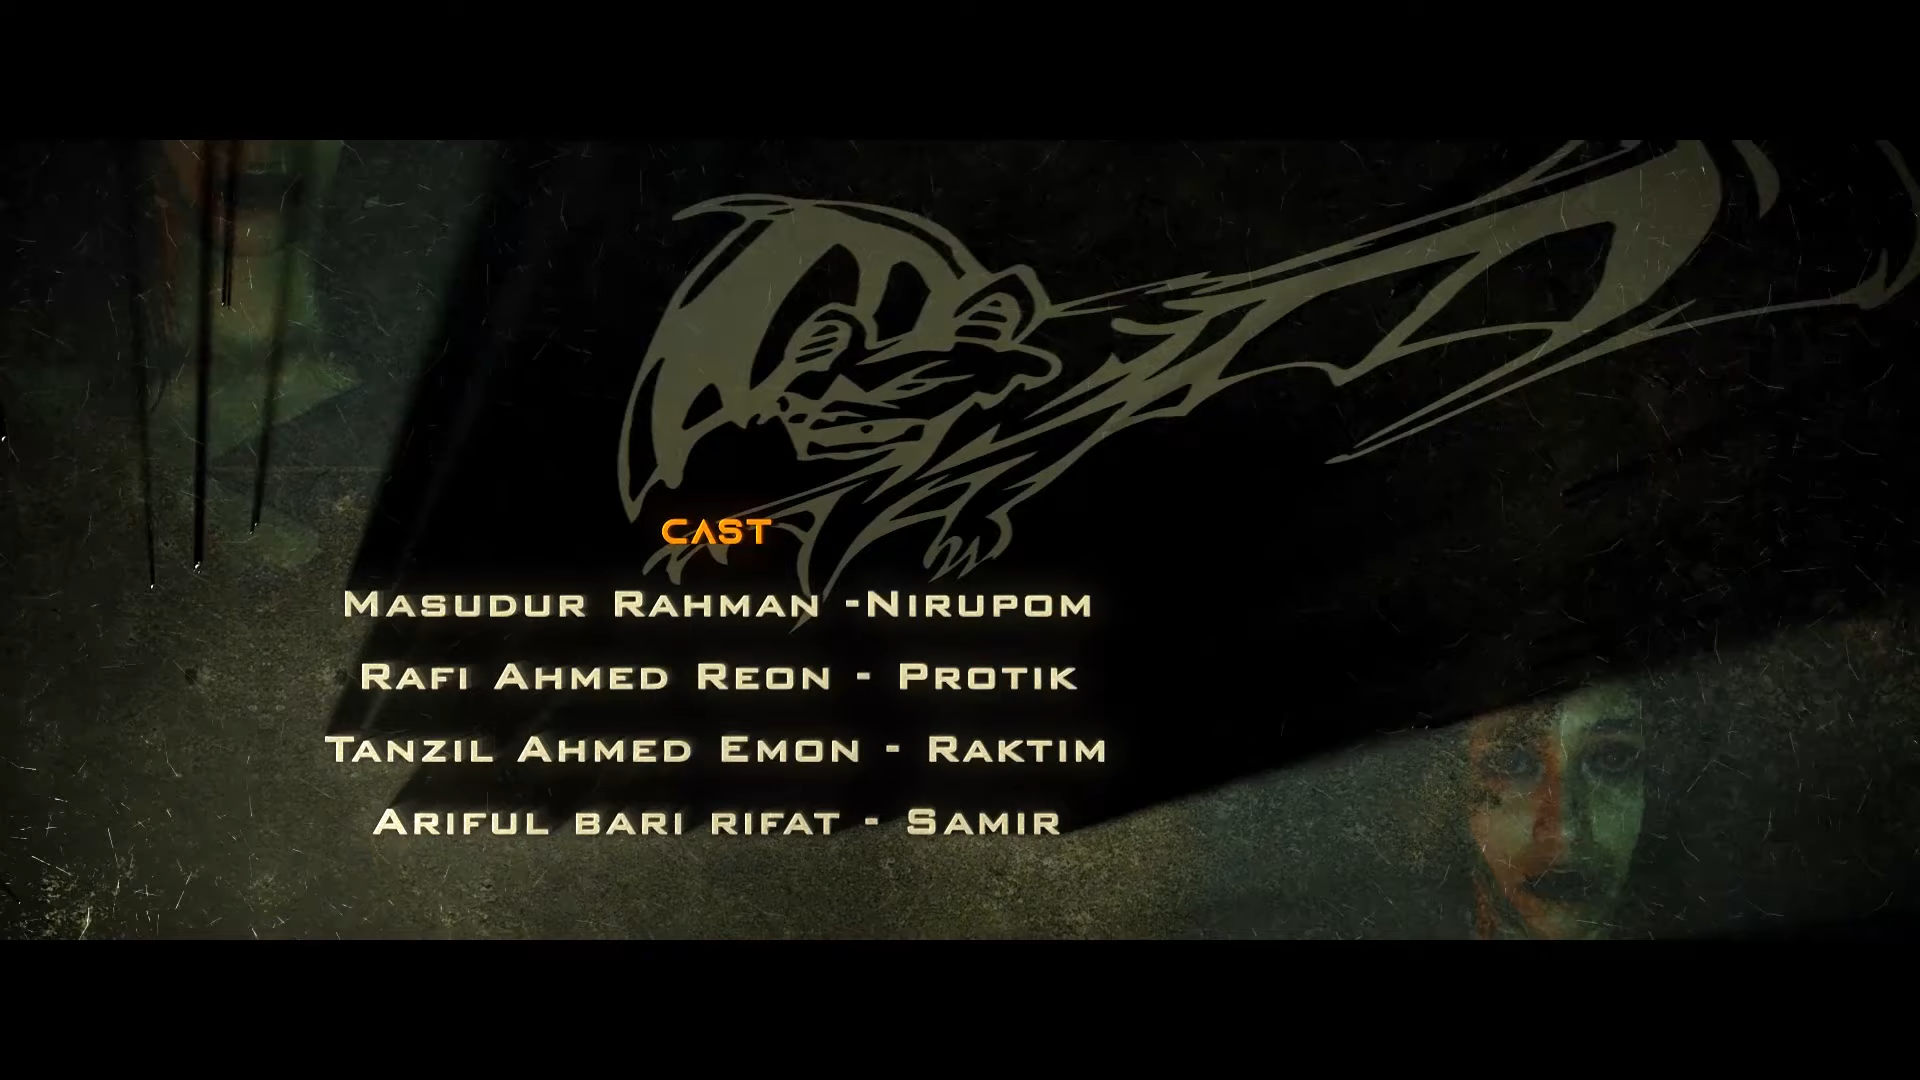 CAST
Masudur Rahman -Nirupom
Rafi Ahmed Reon - Protik
Tanzil Ahmed Emon - Raktim
Ariful bari rifat - Samir